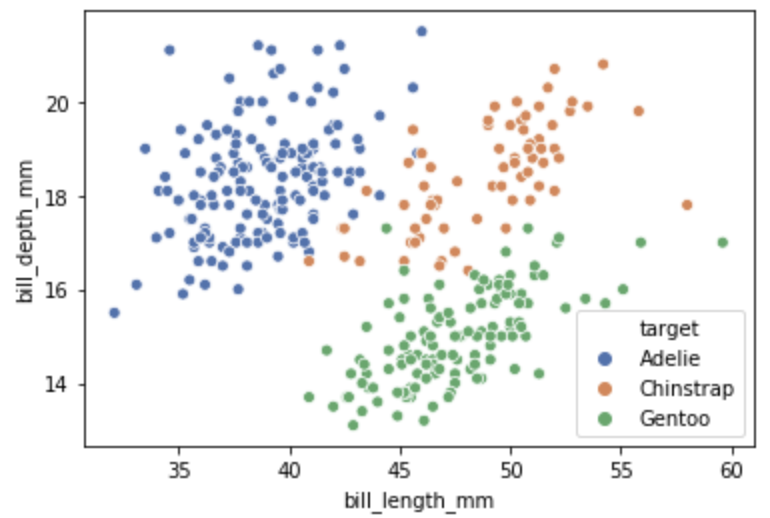 20
18
16
14
bill_depth_mm
35 40 45 50 55 60
bill_length_mm
target
Adelie
Chinstrap
Gentoo